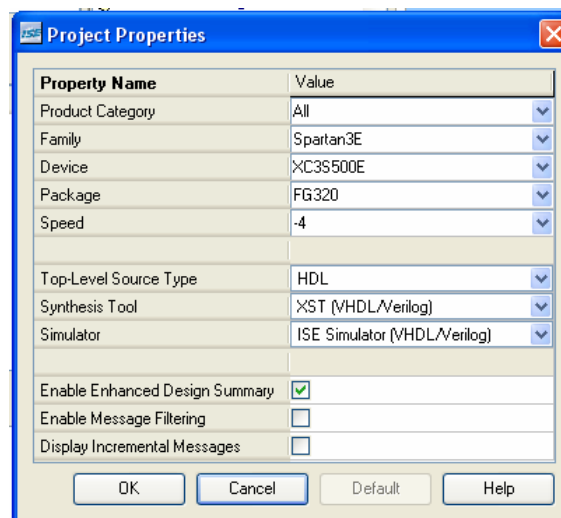 ISE Project Properties
Property Name Value
Product Category All
Family Spartan3E
Device XC3S500E
Package FG320
Speed -4
Top-Level Source Type HDL
Synthesis Tool XST (VHDL/Verilog)
Simulator ISE Simulator (VHDL/Verilog)
Enable Enhanced Design Summary
Enable Message Filtering
Display Incremental Messages
OK Cancel Default Help